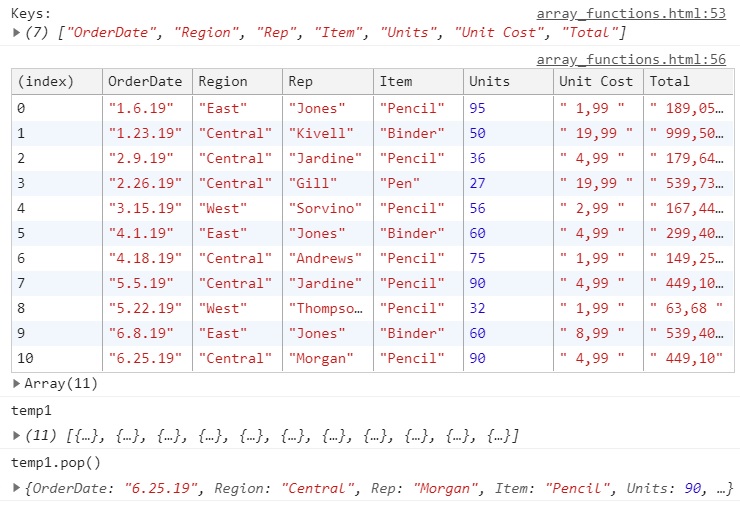 Keys: array_functions.html:53
(7) ["OrderDate", "Region", "Rep", "Item", "Units", "Unit Cost", "Total"]
array_functions.html:56
(index) OrderDate Region Rep Item Units Unit Cost Total
0 "1.6.19" "East" "Jones" "Pencil" 95 " 1,99 " " 189,05…
1 "1.23.19" "Central" "Kivell" "Binder" 50 " 19,99 " " 999,50…
2 "2.9.19" "Central" "Jardine" "Pencil" 36 " 4,99 " " 179,64…
3 "2.26.19" "Central" "Gill" "Pen" 27 " 19,99 " " 539,73…
4 "3.15.19" "West" "Sorvino" "Pencil" 56 " 2,99 " " 167,44…
5 "4.1.19" "East" "Jones" "Binder" 60 " 4,99 " " 299,40…
6 "4.18.19" "Central" "Andrews" "Pencil" 75 " 1,99 " " 149,25…
7 "5.5.19" "Central" "Jardine" "Pencil" 90 " 4,99 " " 449,10…
8 "5.22.19" "West" "Thompso… "Pencil" 32 " 1,99 " " 63,68 "
9 "6.8.19" "East" "Jones" "Binder" 60 " 8,99 " " 539,40…
10 "6.25.19" "Central" "Morgan" "Pencil" 90 " 4,99 " " 449,10"
Array(11)
temp1
(11) [{…}, {…}, {…}, {…}, {…}, {…}, {…}, {…}, {…}, {…}, {…}]
temp1.pop()
{OrderDate: "6.25.19", Region: "Central", Rep: "Morgan", Item: "Pencil", Units: 90, …}